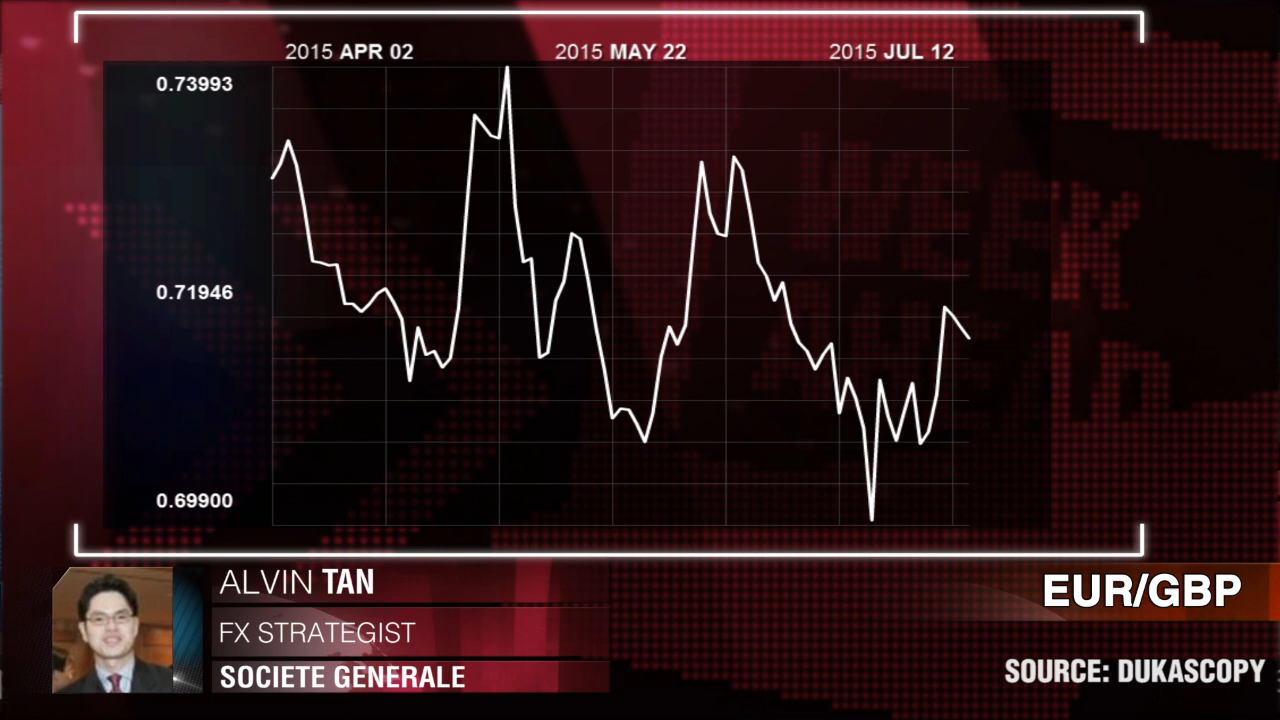 2015 APR 02 2015 MAY 22 2015 JUL 12
0.73993
0.71946
0.69900
ALVIN TAN
FX STRATEGIST
SOCIETE GENERALE
EUR/GBP
SOURCE: DUKASCOPY